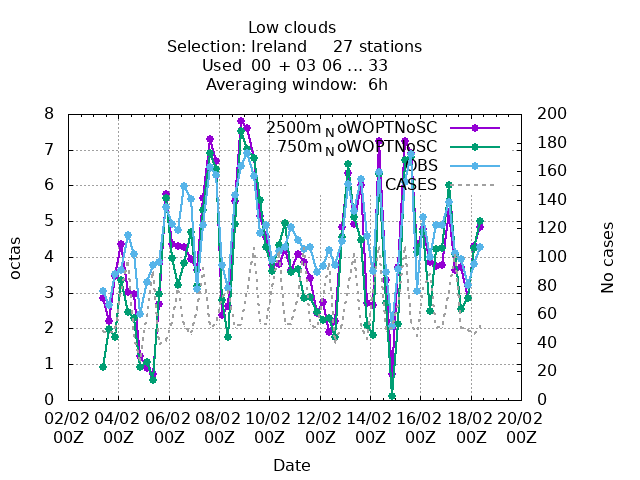 Low clouds
Selection: Ireland 27 stations
Used 00 + 03 06 ... 33
Averaging window: 6h
8 200
2500m NoWOPTNoSC
7 180
750m NoWOPTNoSC
160
OBS
6 140
CASES
5 120
4 100
3 80
60
2 40
1 20
0 0
octas
No cases
02/02 04/02 06/02 08/02 10/02 12/02 14/02 16/02 18/02 20/02
00Z 00Z 00Z 00Z 00Z 00Z 00Z 00Z 00Z 00Z
Date